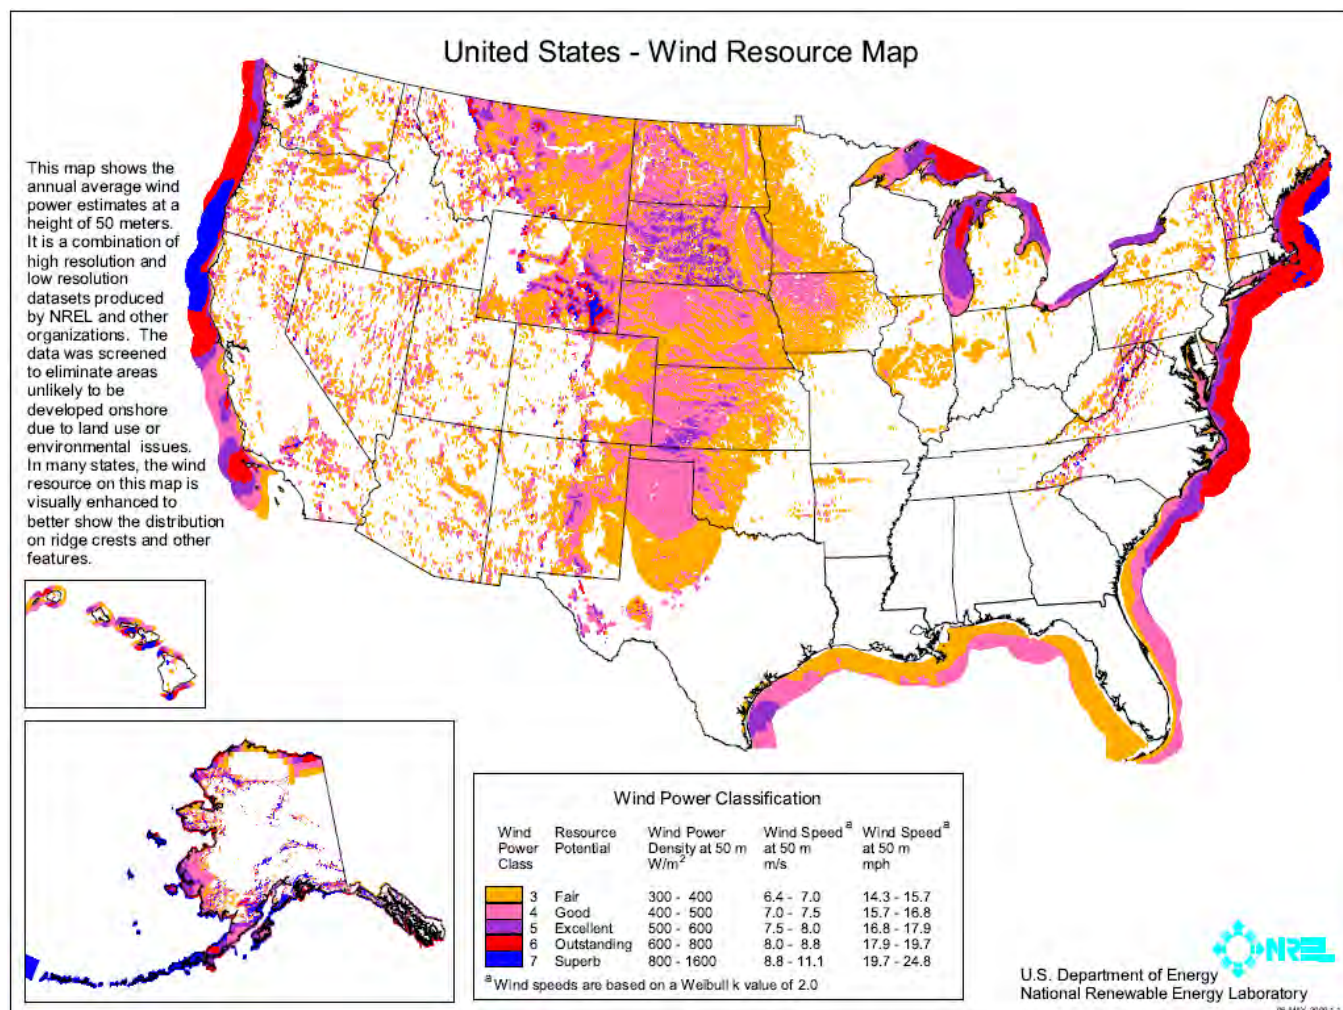 United States - Wind Resource Map
This map shows the
annual average wind
power estimates at a
height of 50 meters.
It is a combination of
high resolution and
low resolution
datasets produced
by NREL and other
organizations. The
data was screened
to eliminate areas
unlikely to be
developed onshore
due to land use or
environmental issues.
In many states, the wind
resource on this map is
visually enhanced to
better show the distribution
on ridge crests and other
features.
Wind Power Classification
Wind Power Class Resource Potential Wind Power Density at 50 m W/m² Wind Speed a at 50 m m/s Wind Speed a at 50 m mph
3 Fair 300 - 400 6.4 - 7.0 14.3 - 15.7
4 Good 400 - 500 7.0 - 7.5 15.7 - 16.8
5 Excellent 500 - 600 7.5 - 8.0 16.8 - 17.9
6 Outstanding 600 - 800 8.0 - 8.8 17.9 - 19.7
7 Superb 800 - 1600 8.8 - 11.1 19.7 - 24.8
a Wind speeds are based on a Weibull k value of 2.0
NREL
U.S. Department of Energy
National Renewable Energy Laboratory